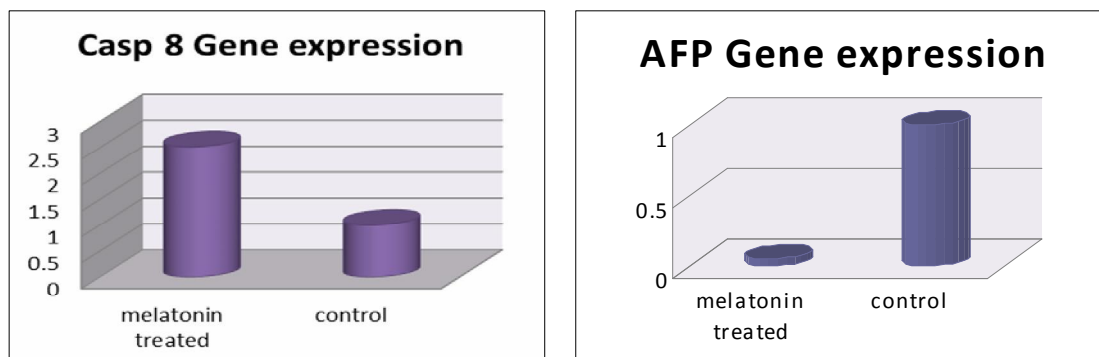 Casp 8 Gene expression
3
2.5
2
1.5
1
0.5
0
melatonin
treated
control
AFP Gene expression
1
0.5
0
melatonin
treated
control